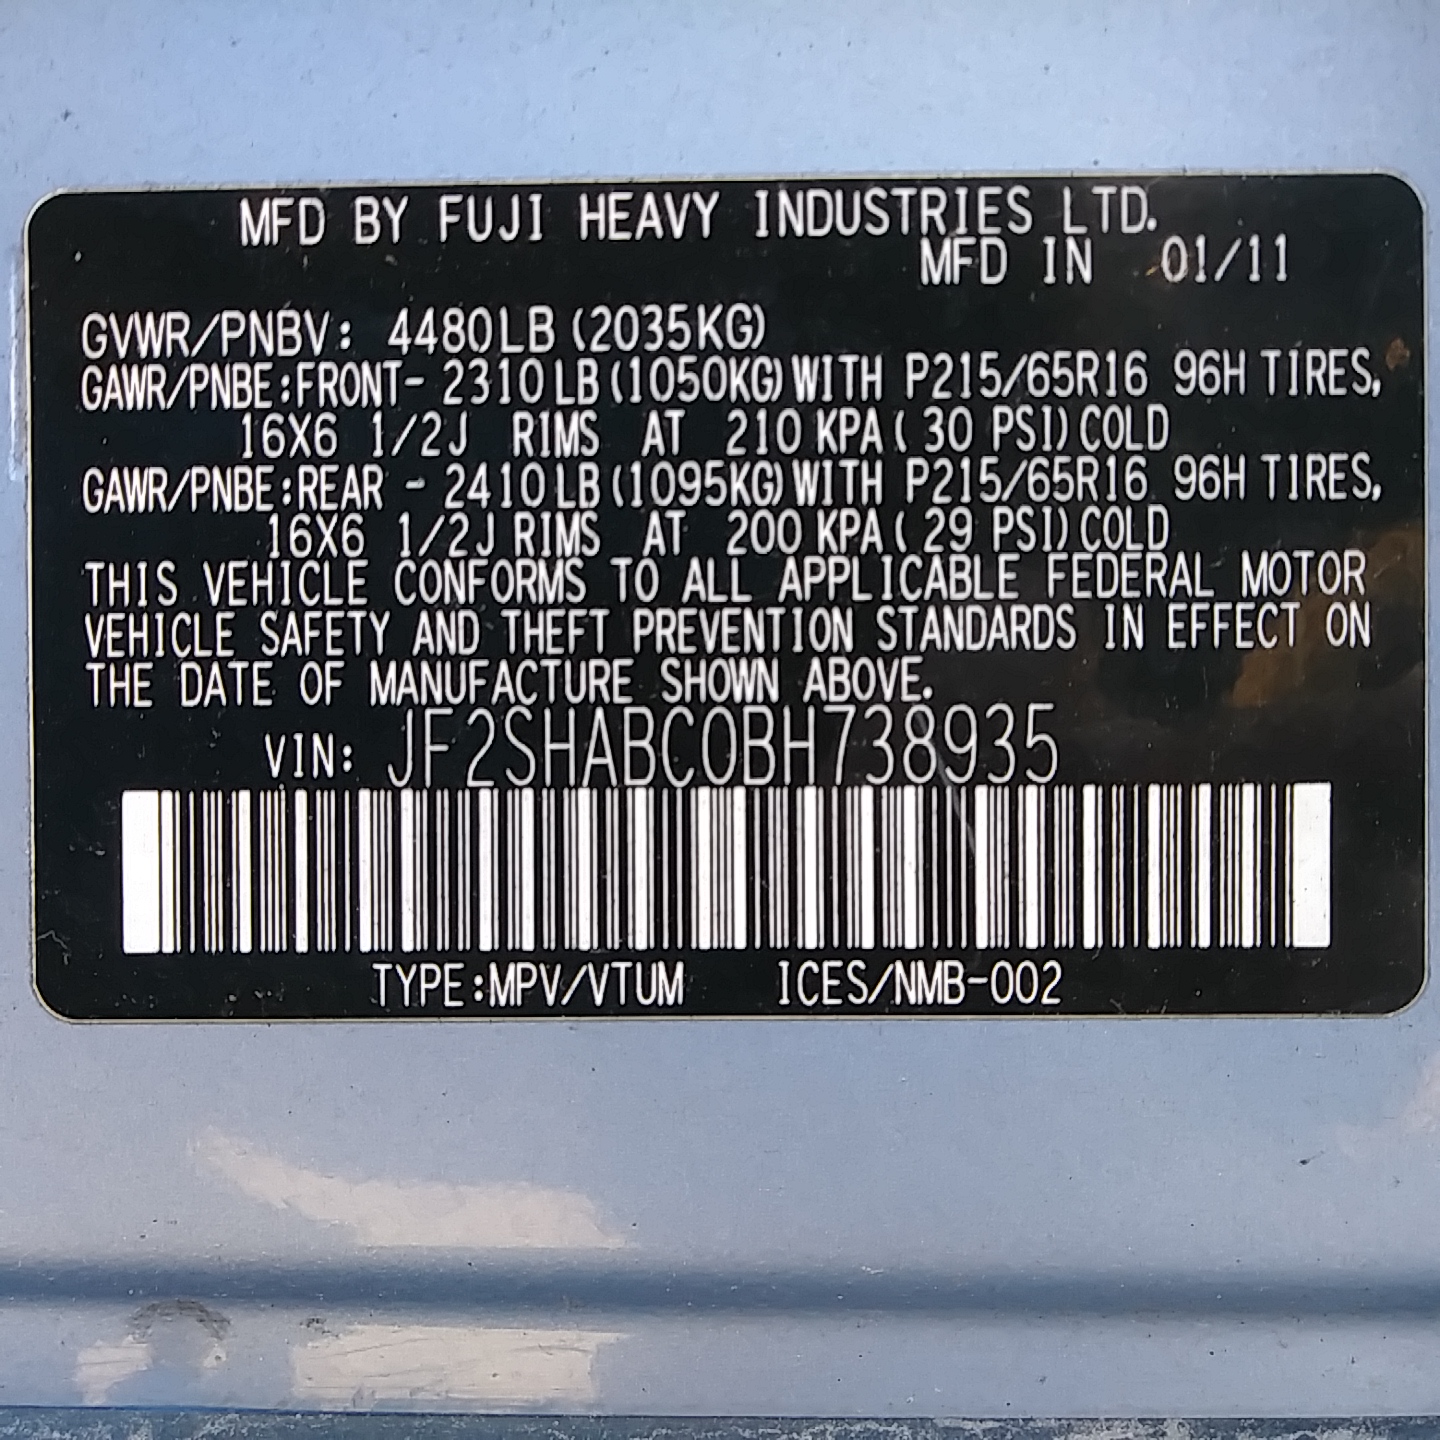 MFD BY FUJI HEAVY INDUSTRIES LTD.
MFD IN 01/11
GVWR/PNBV: 4480LB (2035KG)
GAWR/PNBE:FRONT- 2310LB(1050KG)WITH P215/65R16 96H TIRES,
16X6 1/2J RIMS AT 210 KPA( 30 PSI)COLD
GAWR/PNBE:REAR - 2410LB(1095KG)WITH P215/65R16 96H TIRES,
16X6 1/2J RIMS AT 200 KPA( 29 PSI)COLD
THIS VEHICLE CONFORMS TO ALL APPLICABLE FEDERAL MOTOR
VEHICLE SAFETY AND THEFT PREVENTION STANDARDS IN EFFECT ON
THE DATE OF MANUFACTURE SHOWN ABOVE.
VIN: JF2SHABC0BH738935
TYPE:MPV/VTUM ICES/NMB-002